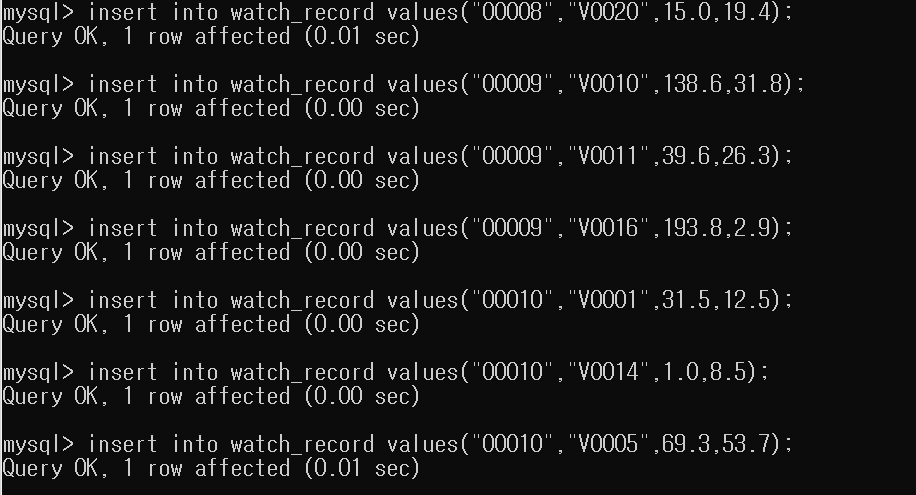 mysql> insert into watch_record values("00008","V0020",15.0,19.4);
Query OK, 1 row affected (0.01 sec)
mysql> insert into watch_record values("00009","V0010",138.6,31.8);
Query OK, 1 row affected (0.00 sec)
mysql> insert into watch_record values("00009","V0011",39.6,26.3);
Query OK, 1 row affected (0.00 sec)
mysql> insert into watch_record values("00009","V0016",193.8,2.9);
Query OK, 1 row affected (0.00 sec)
mysql> insert into watch_record values("00010","V0001",31.5,12.5);
Query OK, 1 row affected (0.00 sec)
mysql> insert into watch_record values("00010","V0014",1.0,8.5);
Query OK, 1 row affected (0.00 sec)
mysql> insert into watch_record values("00010","V0005",69.3,53.7);
Query OK, 1 row affected (0.01 sec)